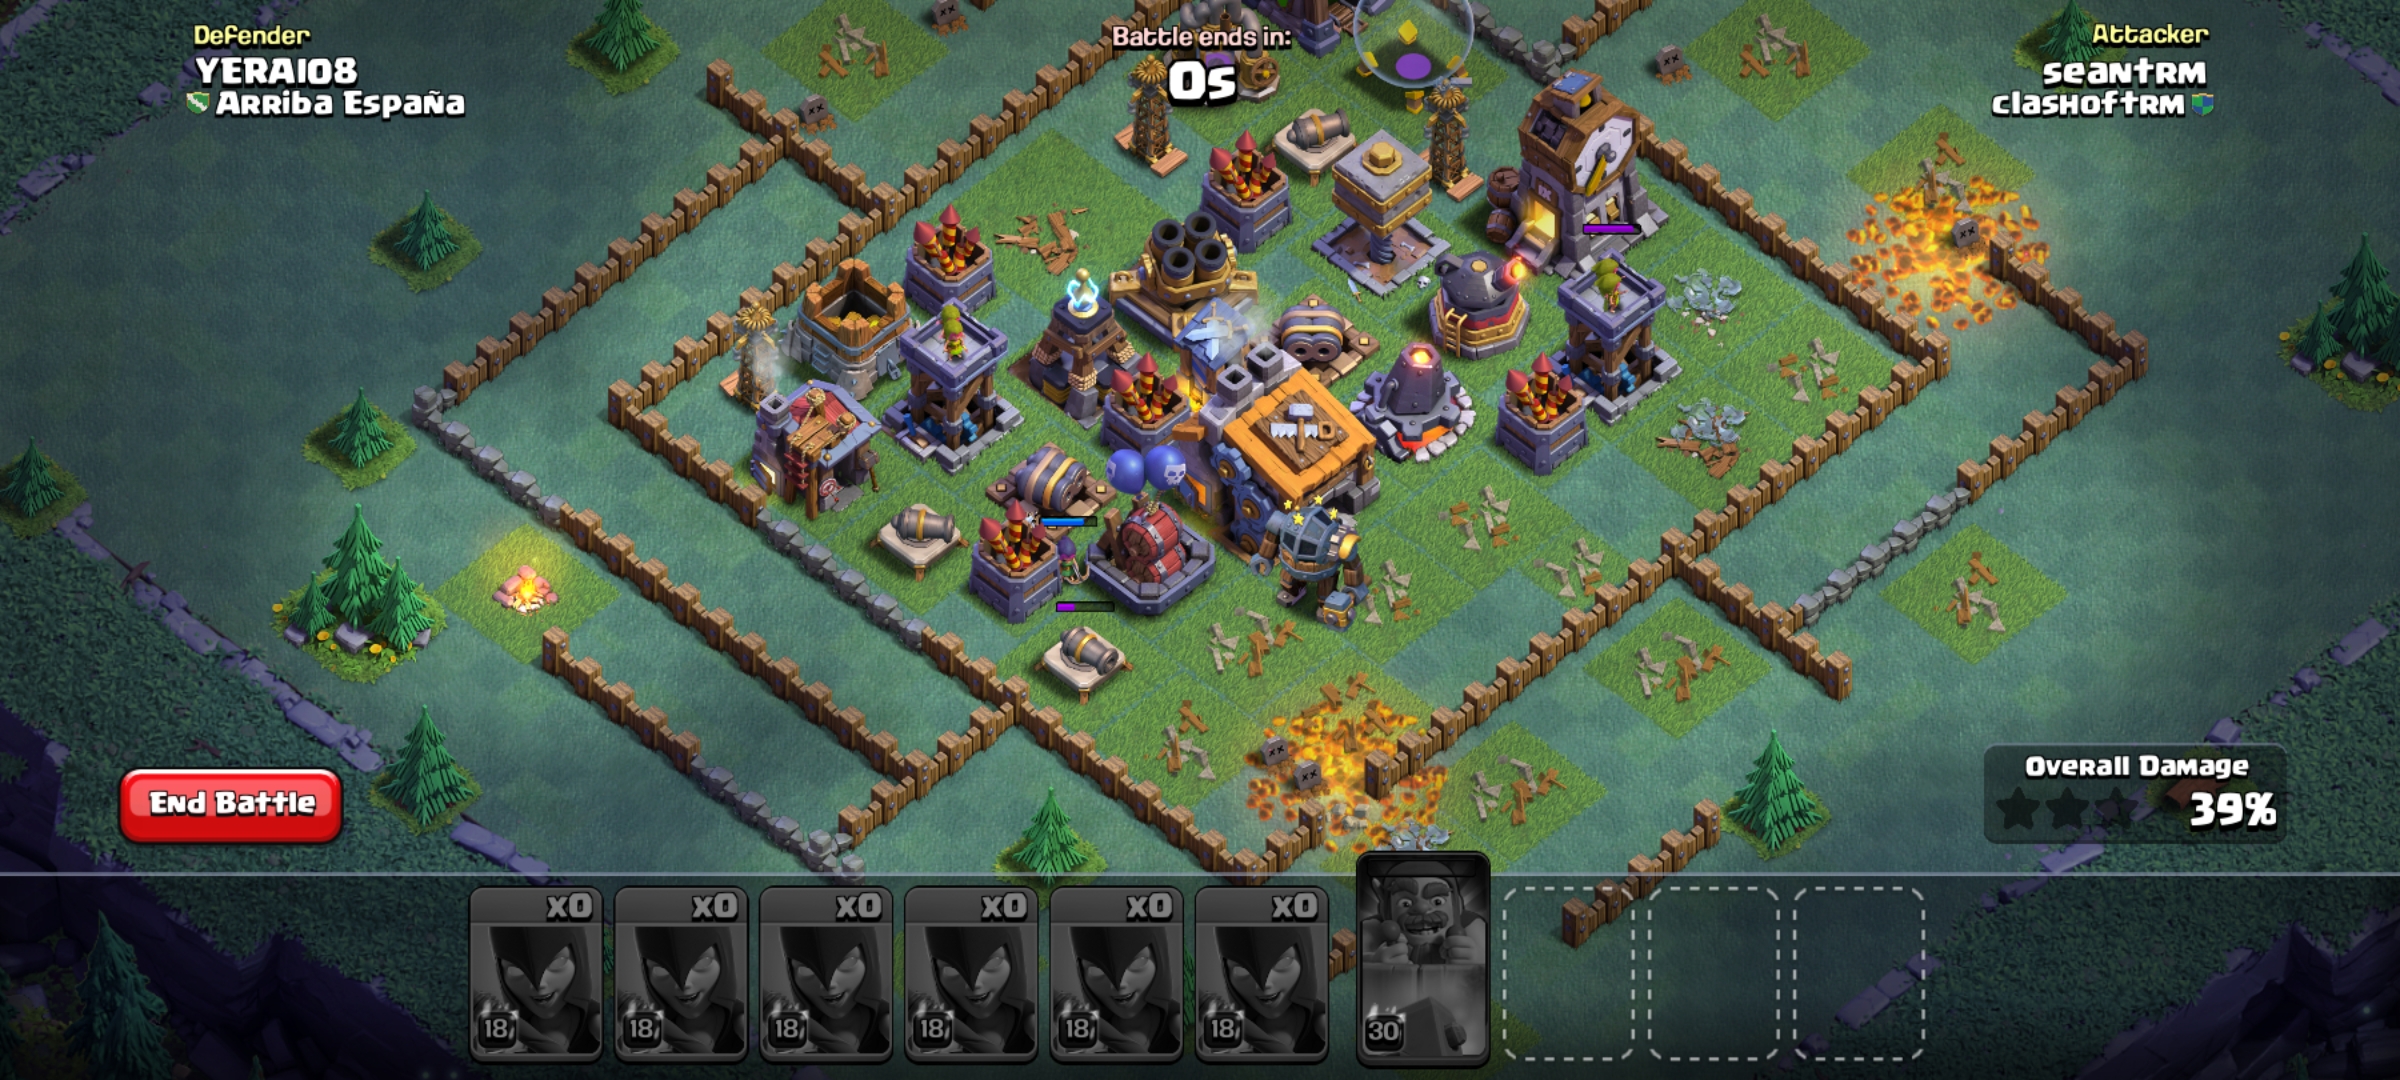 Defender
YERAI08
Arriba España
Battle ends in:
0s
Attacker
seantRM
clashoftRM
End Battle
Overall Damage
39%
x0
x0
x0
x0
x0
x0
18
18
18
18
18
18
30